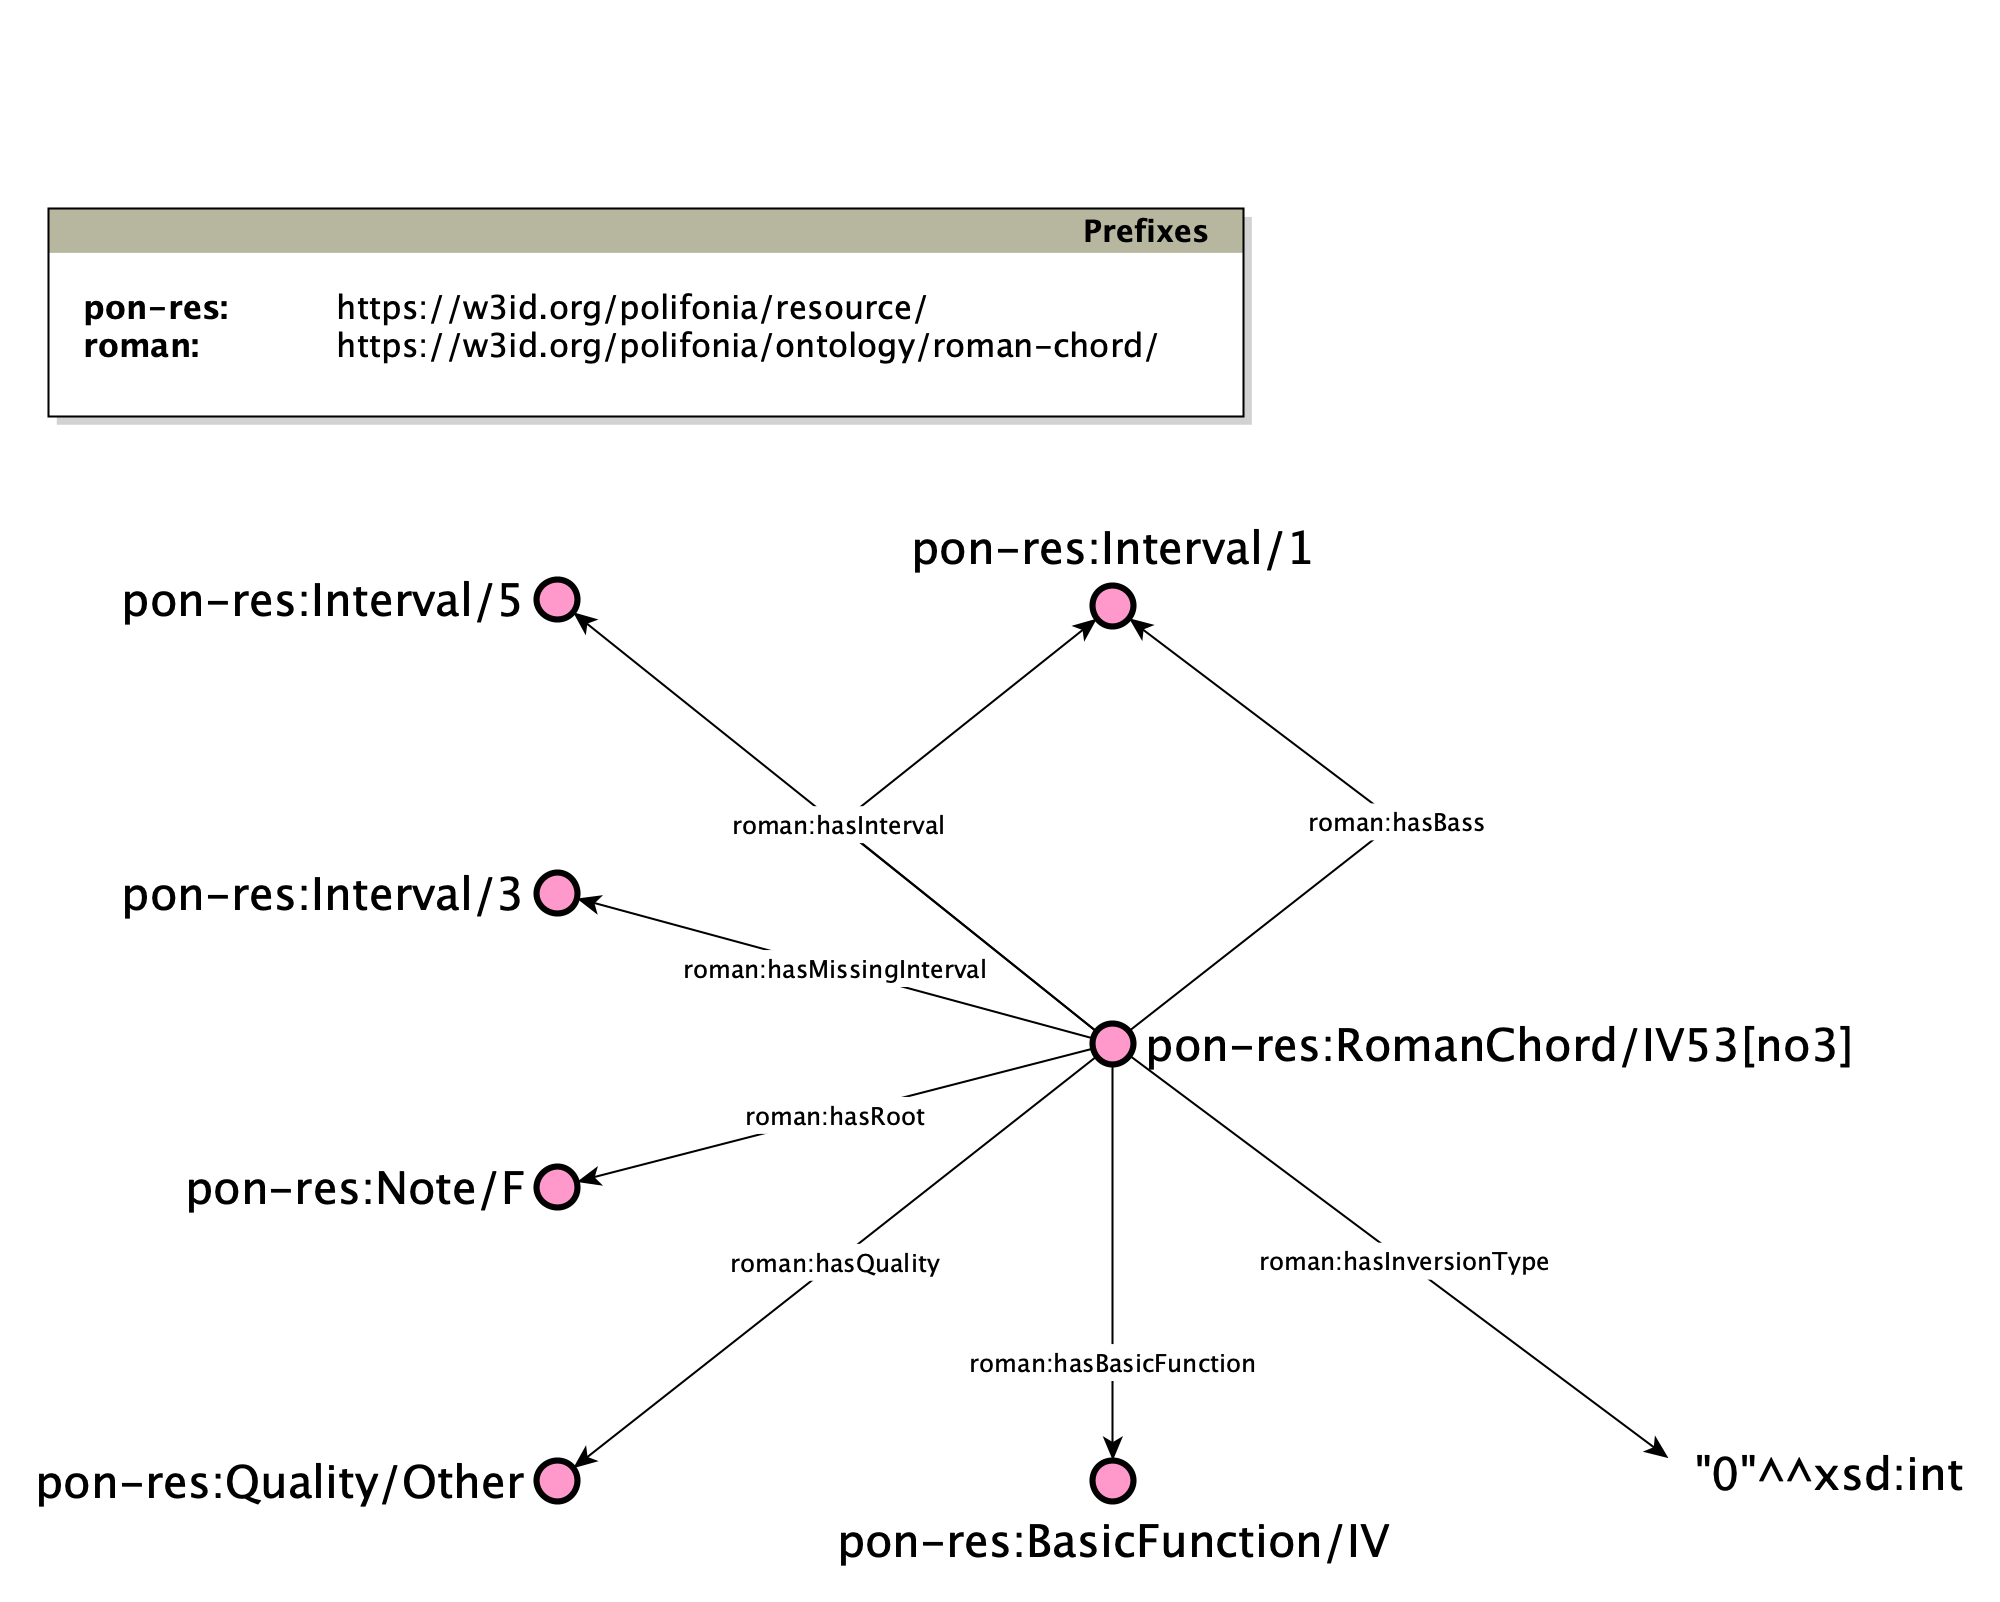 Prefixes
pon-res: https://w3id.org/polifonia/resource/
roman: https://w3id.org/polifonia/ontology/roman-chord/
pon-res:Interval/1
pon-res:Interval/5
roman:hasInterval
roman:hasBass
pon-res:Interval/3
roman:hasMissingInterval
pon-res:RomanChord/IV53[no3]
roman:hasRoot
pon-res:Note/F
roman:hasQuality
roman:hasInversionType
roman:hasBasicFunction
pon-res:Quality/Other
"0"^^xsd:int
pon-res:BasicFunction/IV